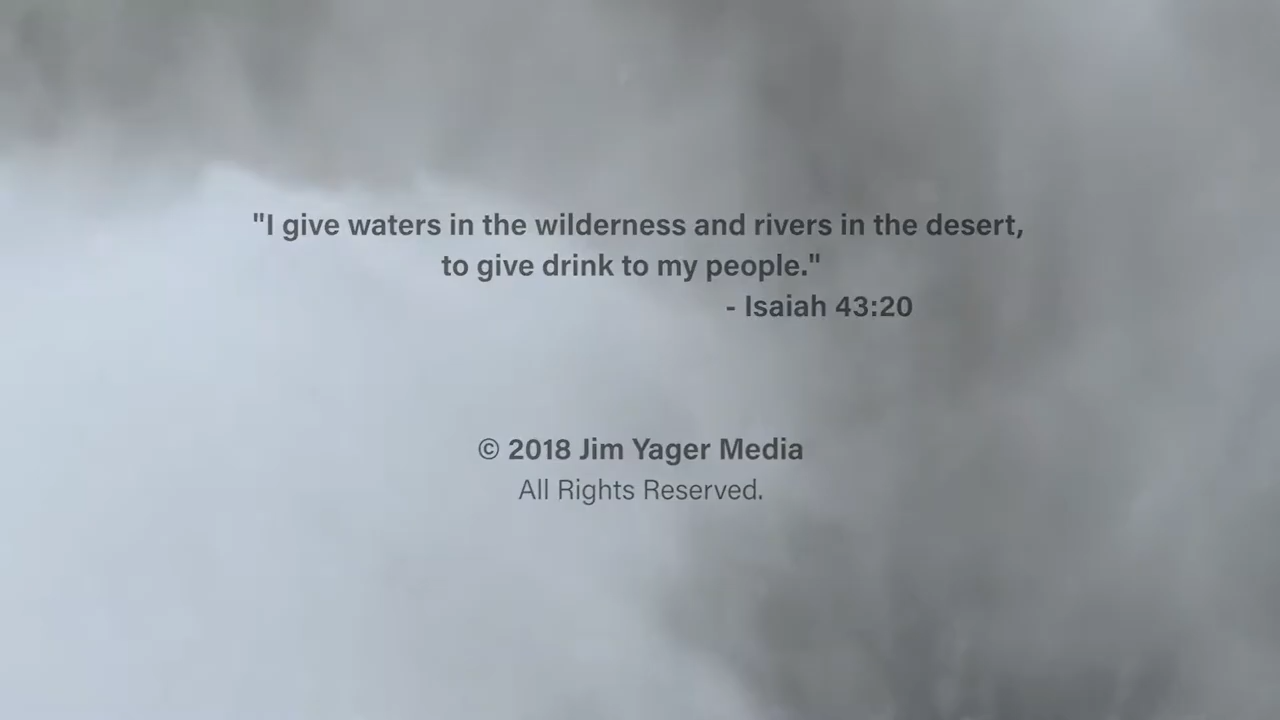 "I give waters in the wilderness and rivers in the desert,
to give drink to my people."
- Isaiah 43:20
© 2018 Jim Yager Media
All Rights Reserved.